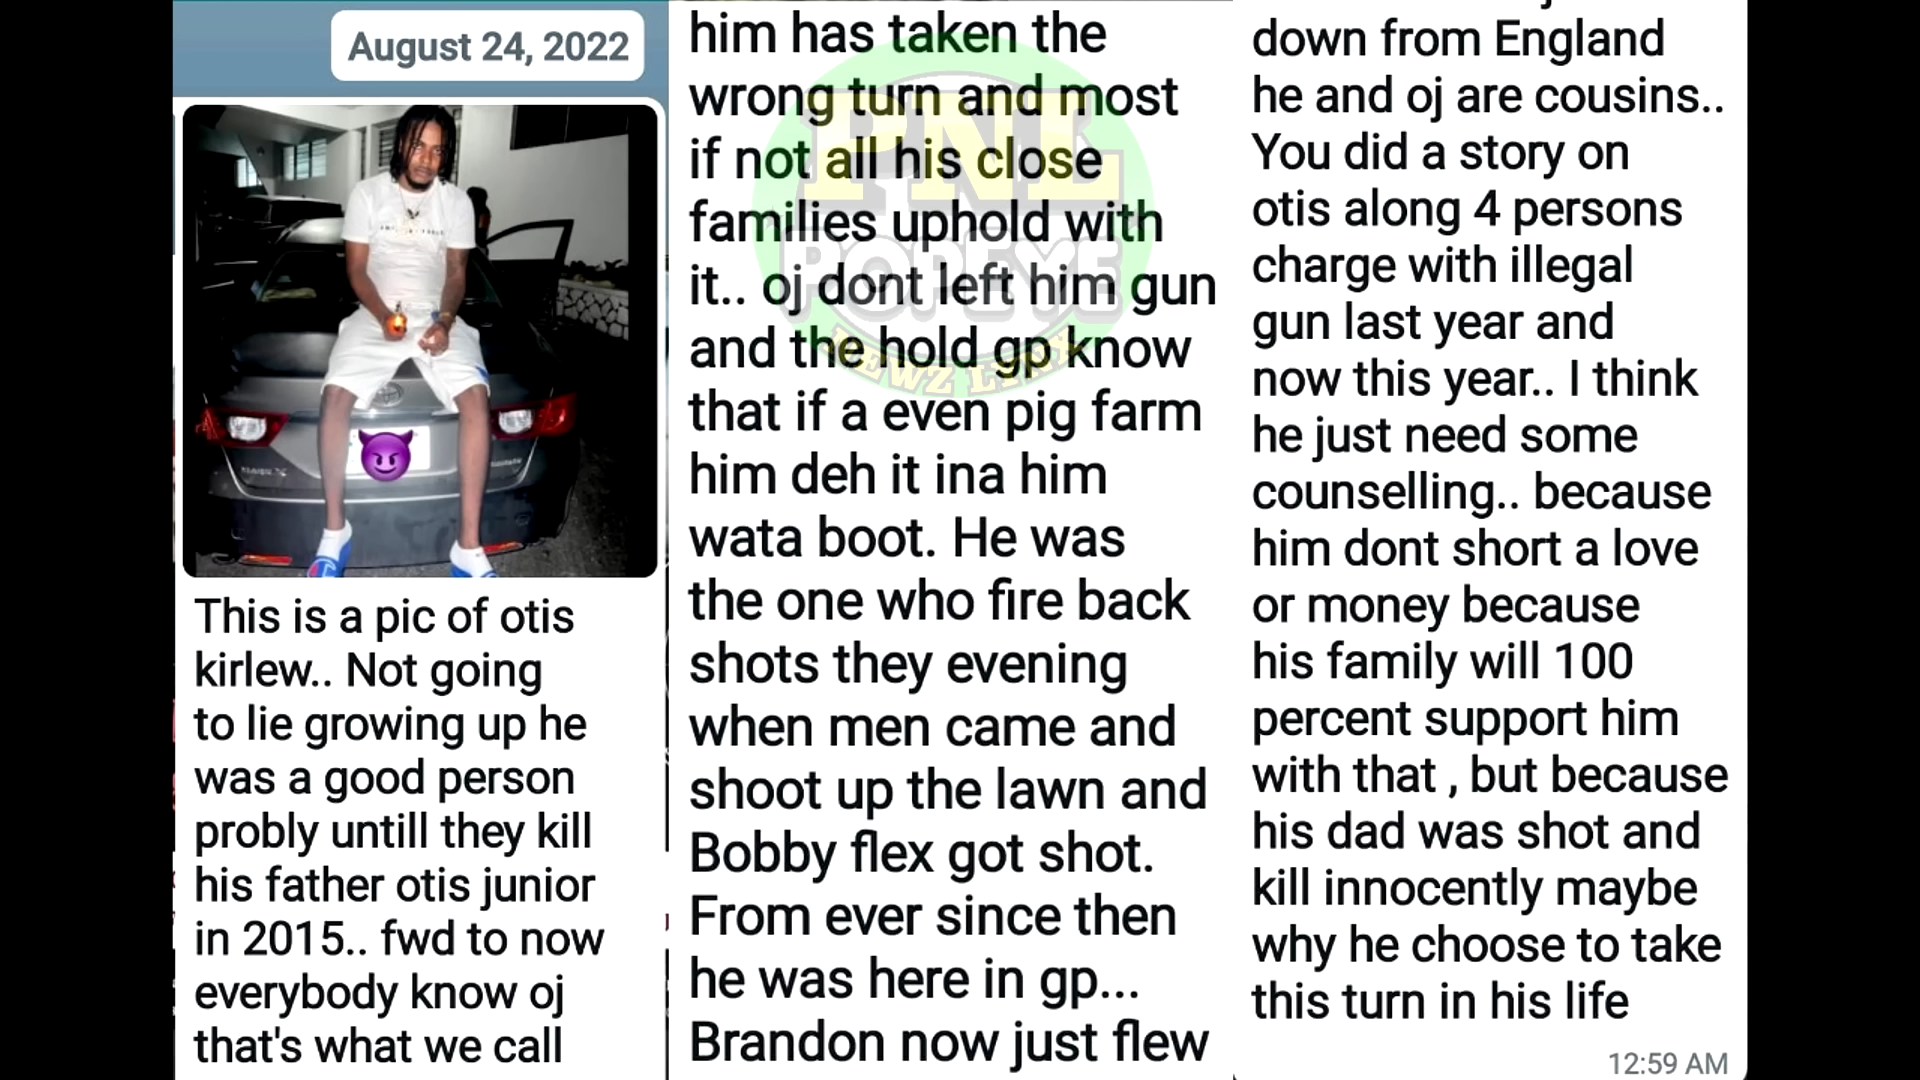 August 24, 2022
This is a pic of otis
kirlew.. Not going
to lie growing up he
was a good person
probly untill they kill
his father otis junior
in 2015.. fwd to now
everybody know oj
that's what we call
him has taken the
wrong turn and most
if not all his close
families uphold with
it.. oj dont left him gun
and the hold gp know
that if a even pig farm
him deh it ina him
wata boot. He was
the one who fire back
shots they evening
when men came and
shoot up the lawn and
Bobby flex got shot.
From ever since then
he was here in gp...
Brandon now just flew
down from England
he and oj are cousins..
You did a story on
otis along 4 persons
charge with illegal
gun last year and
now this year.. I think
he just need some
counselling.. because
him dont short a love
or money because
his family will 100
percent support him
with that , but because
his dad was shot and
kill innocently maybe
why he choose to take
this turn in his life
12:59 AM
PNL
POPEYE
NEWZ LINK